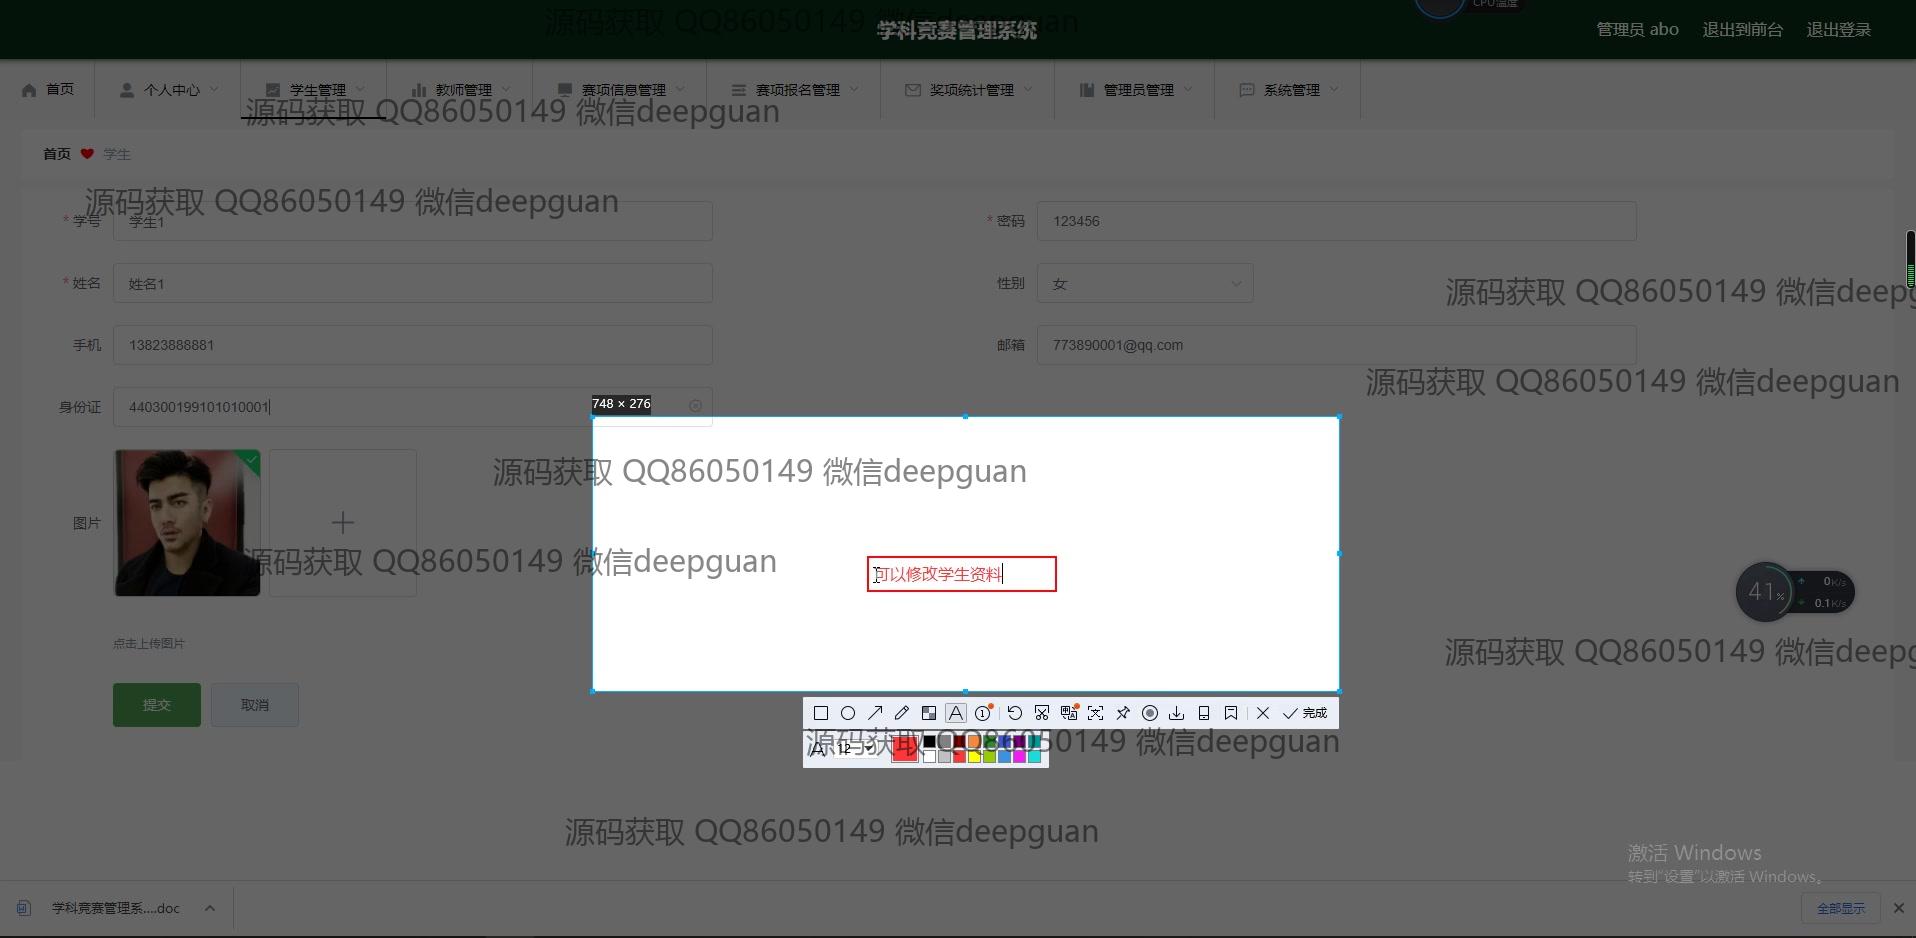 源码获取 QQ86050149 微信deepguan
CPU温度
学科竞赛管理系统
管理员 abo
退出到前台
退出登录
首页
个人中心
学生管理
教师管理
赛项信息管理
赛项报名管理
奖项统计管理
管理员管理
系统管理
源码获取 QQ86050149 微信deepguan
首页
学生
源码获取 QQ86050149 微信deepguan
* 学号
学生1
* 密码
123456
* 姓名
姓名1
性别
女
源码获取 QQ86050149 微信deepg
手机
13823888881
邮箱
773890001@qq.com
源码获取 QQ86050149 微信deepguan
身份证
440300199101010001
748 × 276
源码获取 QQ86050149 微信deepguan
图片
源码获取 QQ86050149 微信deepguan
可以修改学生资料
41%
0K/s
0.1K/s
点击上传图片
源码获取 QQ86050149 微信deepg
提交
取消
完成
源码获取 QQ86050149 微信deepguan
A 12
源码获取 QQ86050149 微信deepguan
激活 Windows
转到"设置"以激活 Windows。
学科竞赛管理系....doc
全部显示